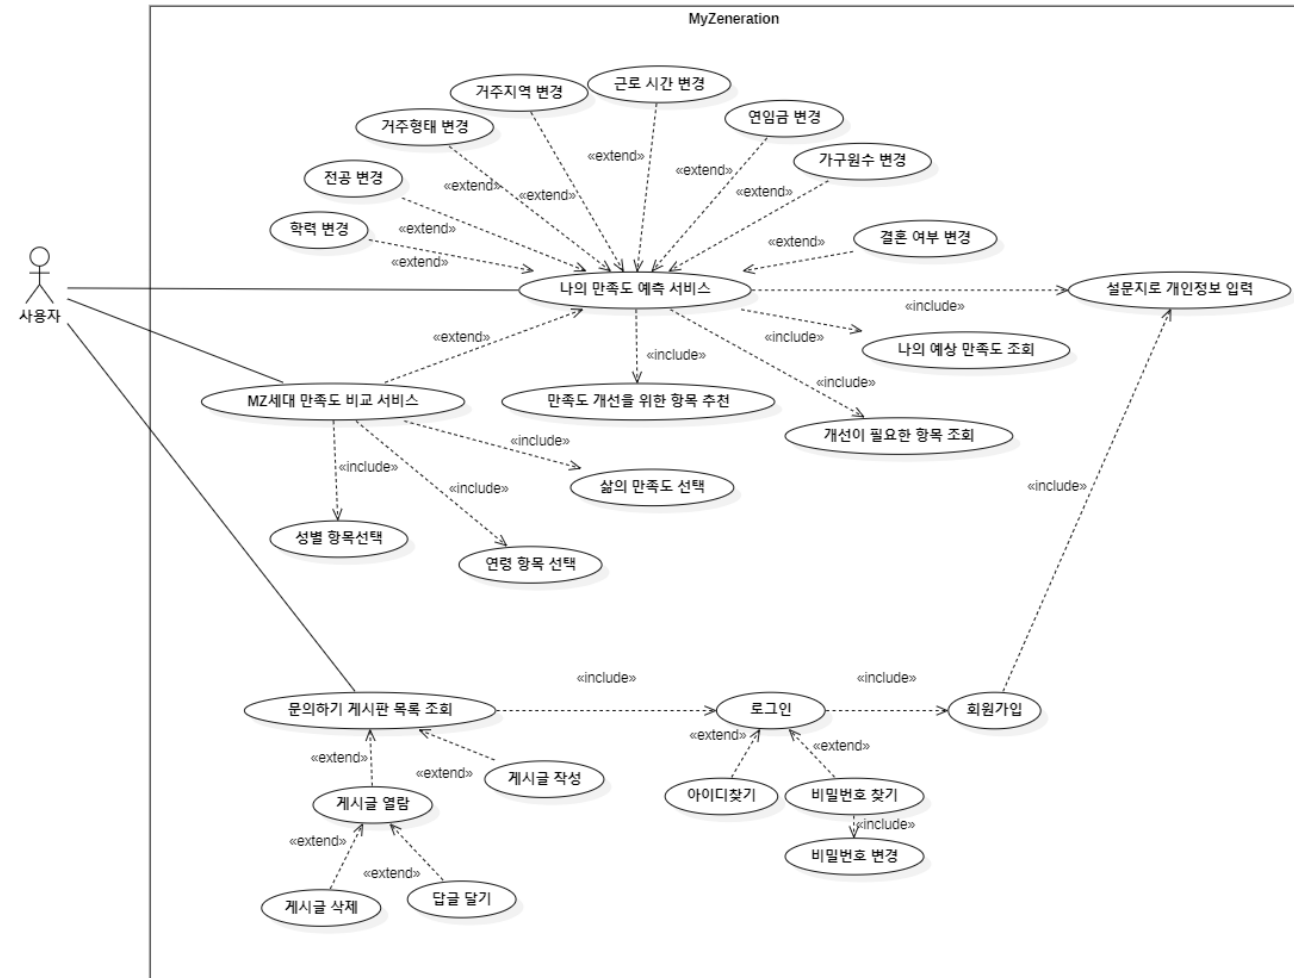 MyZeneration
근로 시간 변경
거주지역 변경
연임금 변경
거주형태 변경
«extend»
가구원수 변경
«extend»
전공 변경
«extend»
«extend»
«extend»
학력 변경
«extend»
결혼 여부 변경
«extend»
«extend»
사용자
나의 만족도 예측 서비스
설문지로 개인정보 입력
«include»
«extend»
«include»
나의 예상 만족도 조회
«include»
«include»
MZ세대 만족도 비교 서비스
만족도 개선을 위한 항목 추천
개선이 필요한 항목 조회
«include»
«include»
«include»
삶의 만족도 선택
«include»
성별 항목선택
연령 항목 선택
«include»
«include»
문의하기 게시판 목록 조회
로그인
회원가입
«extend»
«extend»
«extend»
«extend»
게시글 작성
게시글 열람
아이디찾기
비밀번호 찾기
«include»
«extend»
비밀번호 변경
«extend»
게시글 삭제
답글 달기